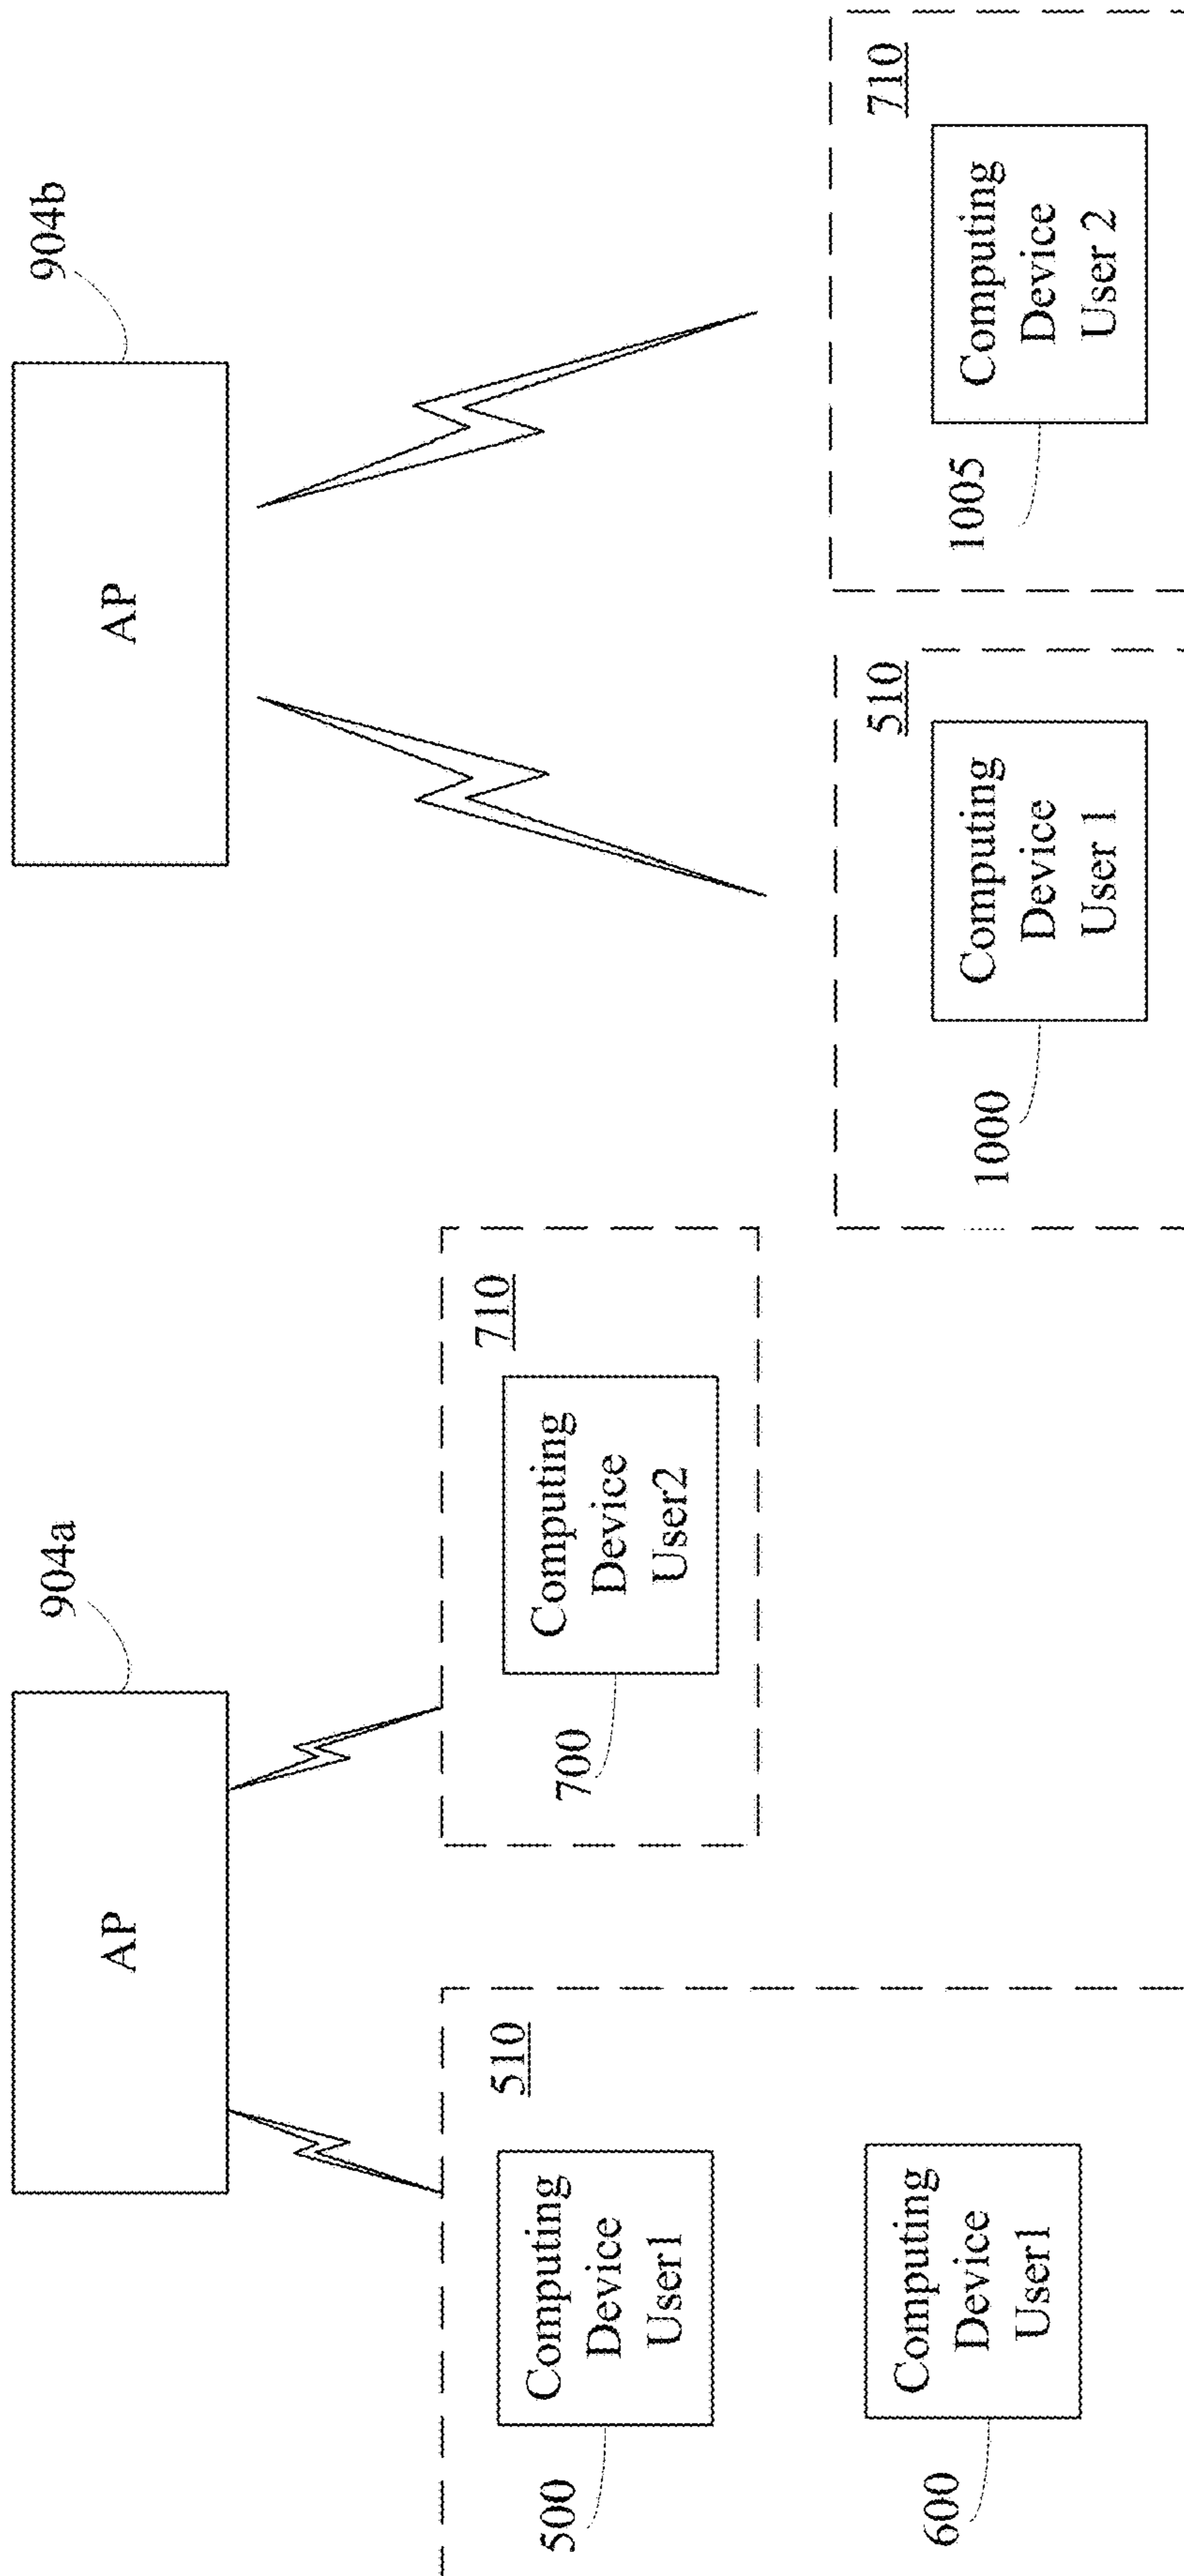 AP
904a
AP
904b
510
Computing
Device
User1
500
Computing
Device
User1
600
710
Computing
Device
User2
700
510
Computing
Device
User 1
1000
710
Computing
Device
User 2
1005